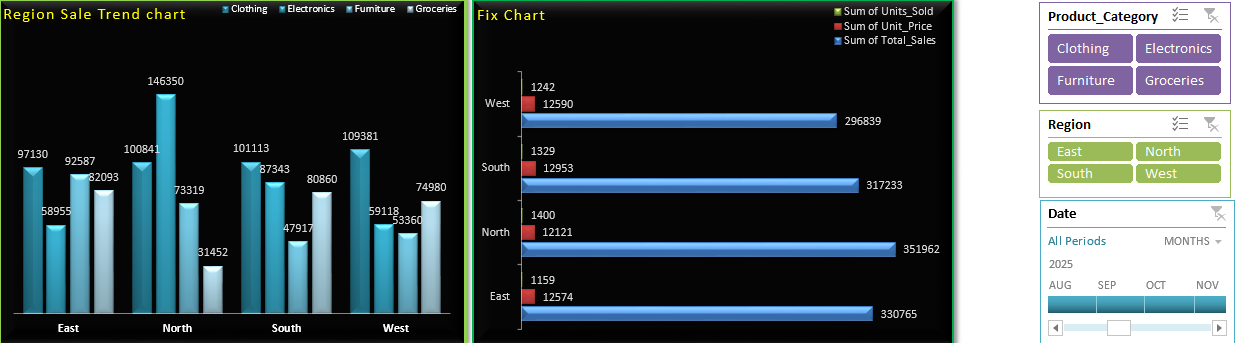 Region Sale Trend chart
Clothing Electronics Furniture Groceries
146350
109381
97130 92587 100841 101113
87343
82093 73319 80860 74980
58955 59118
47917 53360
31452
East North South West
Fix Chart
Sum of Units_Sold
Sum of Unit_Price
Sum of Total_Sales
1242
West 12590
296839
1329
South 12953
317233
1400
North 12121
351962
1159
East 12574
330765
Product_Category
Clothing Electronics
Furniture Groceries
Region
East North
South West
Date
All Periods MONTHS
2025
AUG SEP OCT NOV